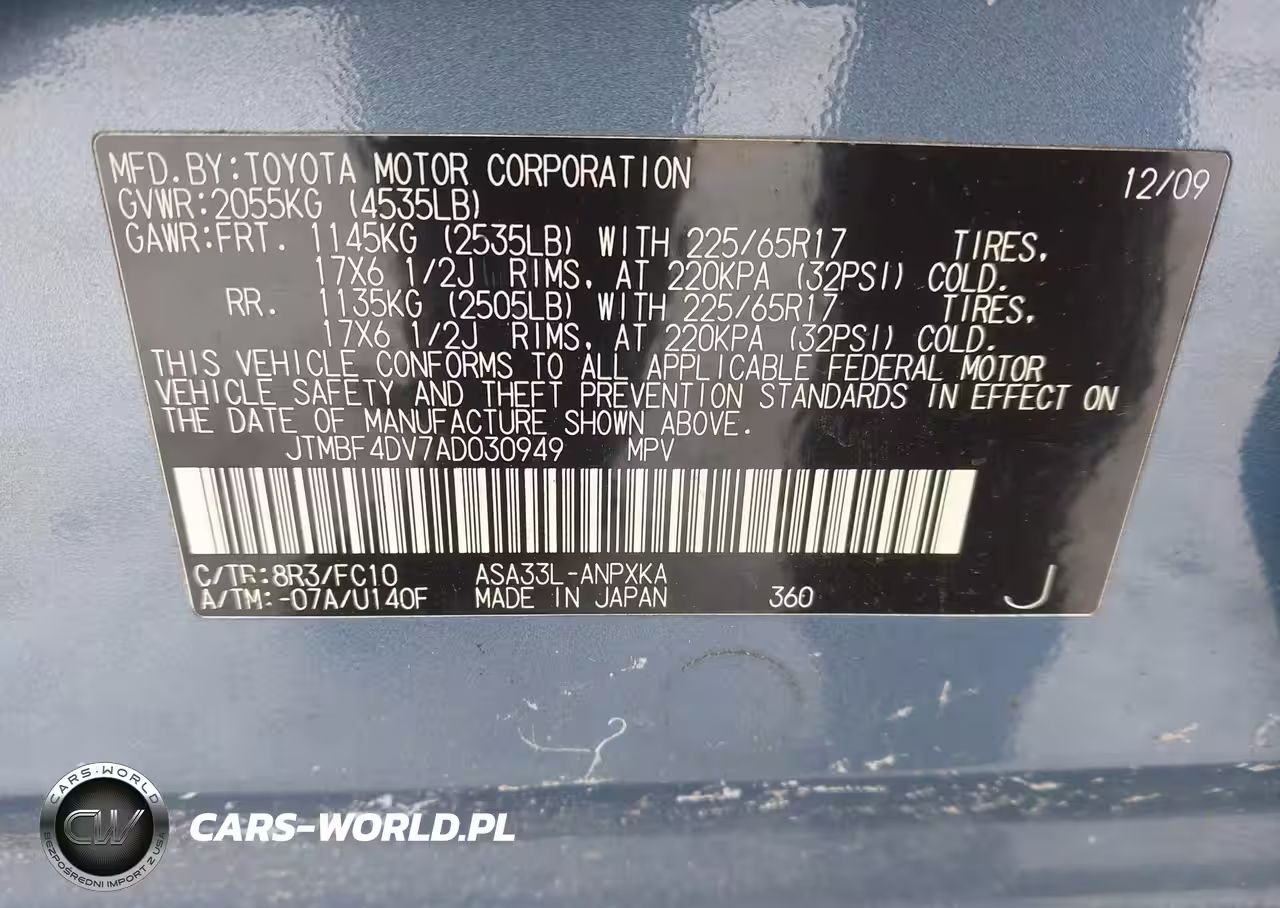 MFD.BY:TOYOTA MOTOR CORPORATION 12/09
GVWR:2055KG (4535LB)
GAWR:FRT. 1145KG (2535LB) WITH 225/65R17 TIRES,
17X6 1/2J RIMS, AT 220KPA (32PSI) COLD.
RR. 1135KG (2505LB) WITH 225/65R17 TIRES,
17X6 1/2J RIMS, AT 220KPA (32PSI) COLD.
THIS VEHICLE CONFORMS TO ALL APPLICABLE FEDERAL MOTOR
VEHICLE SAFETY AND THEFT PREVENTION STANDARDS IN EFFECT ON
THE DATE OF MANUFACTURE SHOWN ABOVE.
JTMBF4DV7AD030949 MPV
C/TR:8R3/FC10 ASA33L-ANPXKA
A/TM:-07A/U140F MADE IN JAPAN 360 J
CARS-WORLD
CW
BEZPOŚREDNI IMPORT Z USA
CARS-WORLD.PL